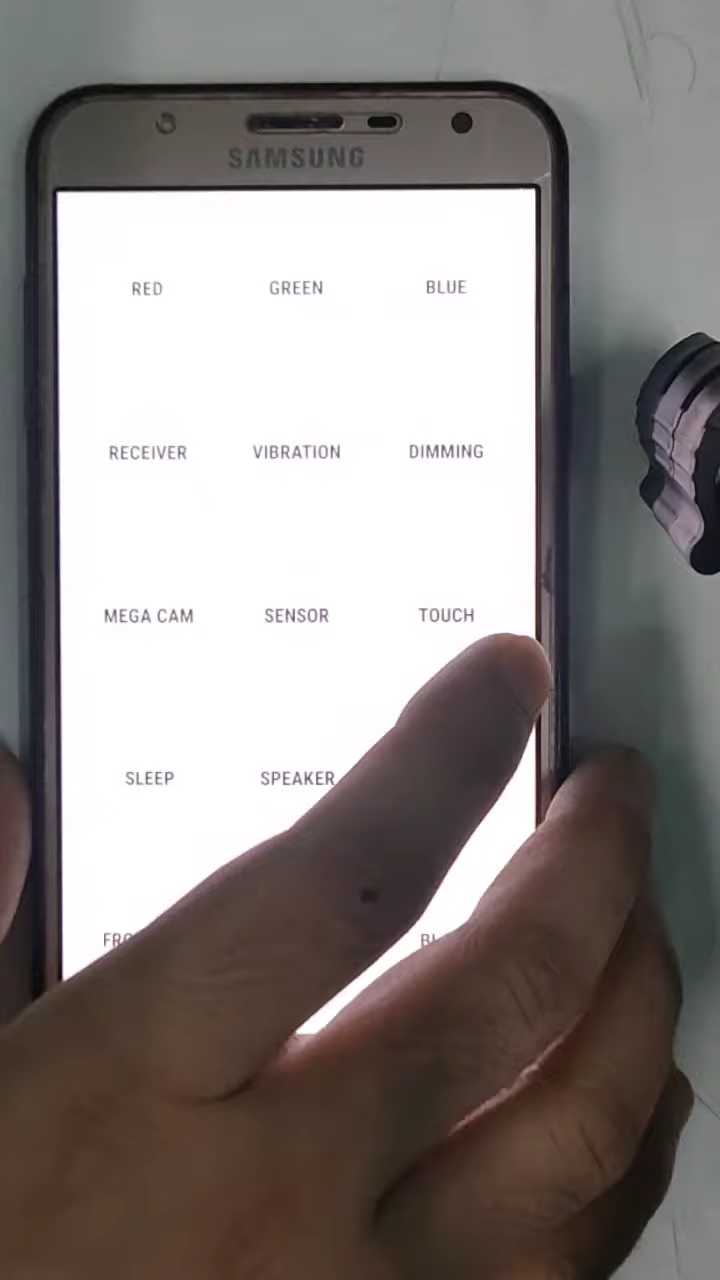 SAMSUNG
RED GREEN BLUE
RECEIVER VIBRATION DIMMING
MEGA CAM SENSOR TOUCH
SLEEP SPEAKER